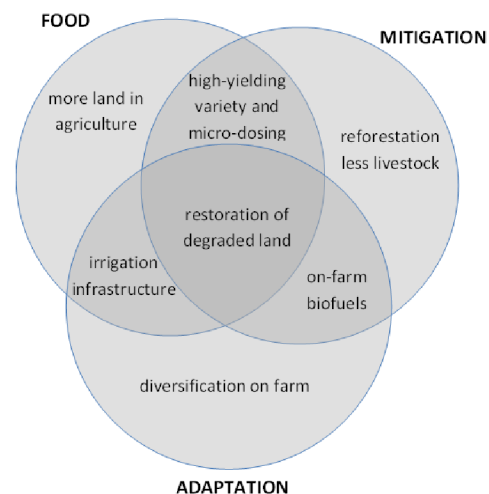 FOOD
MITIGATION
high-yielding
variety and
micro-dosing
more land in
agriculture
reforestation
less livestock
restoration of
degraded land
irrigation
infrastructure
on-farm
biofuels
diversification on farm
ADAPTATION